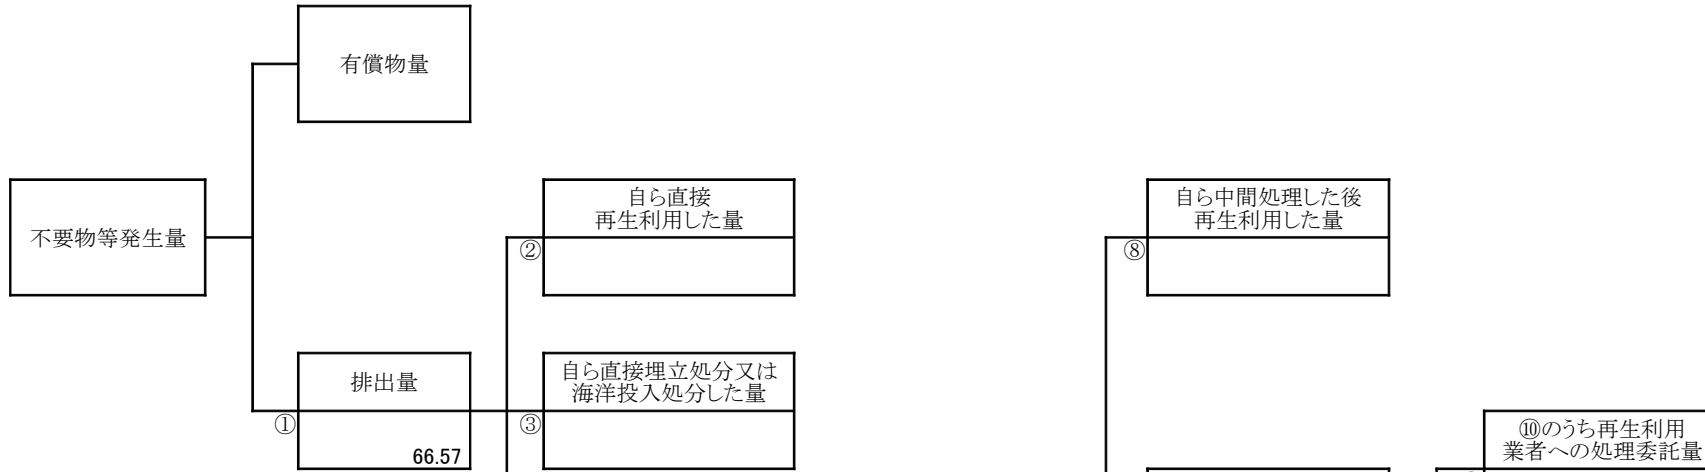 有償物量
不要物等発生量
自ら直接
再生利用した量
②
自ら中間処理した後
再生利用した量
⑧
排出量
①
66.57
自ら直接埋立処分又は
海洋投入処分した量
③
⑩のうち再生利用
業者への処理委託量